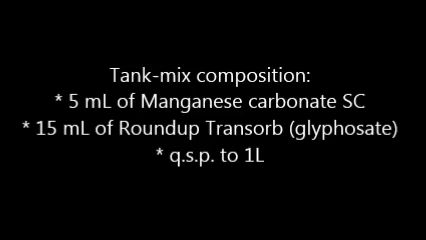 Tank-mix composition:
* 5 mL of Manganese carbonate SC
* 15 mL of Roundup Transorb (glyphosate)
* q.s.p. to 1L